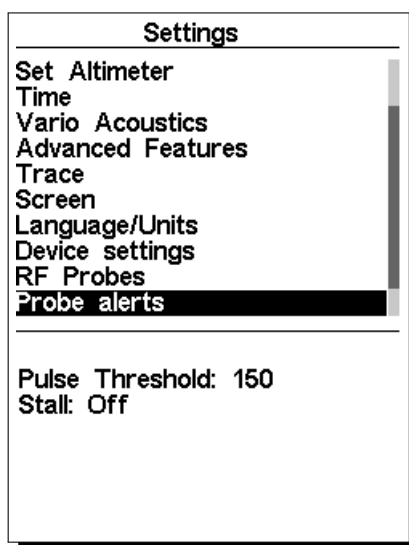 Settings
Set Altimeter
Time
Vario Acoustics
Advanced Features
Trace
Screen
Language/Units
Device settings
RF Probes
Probe alerts
Pulse Threshold: 150
Stall: Off